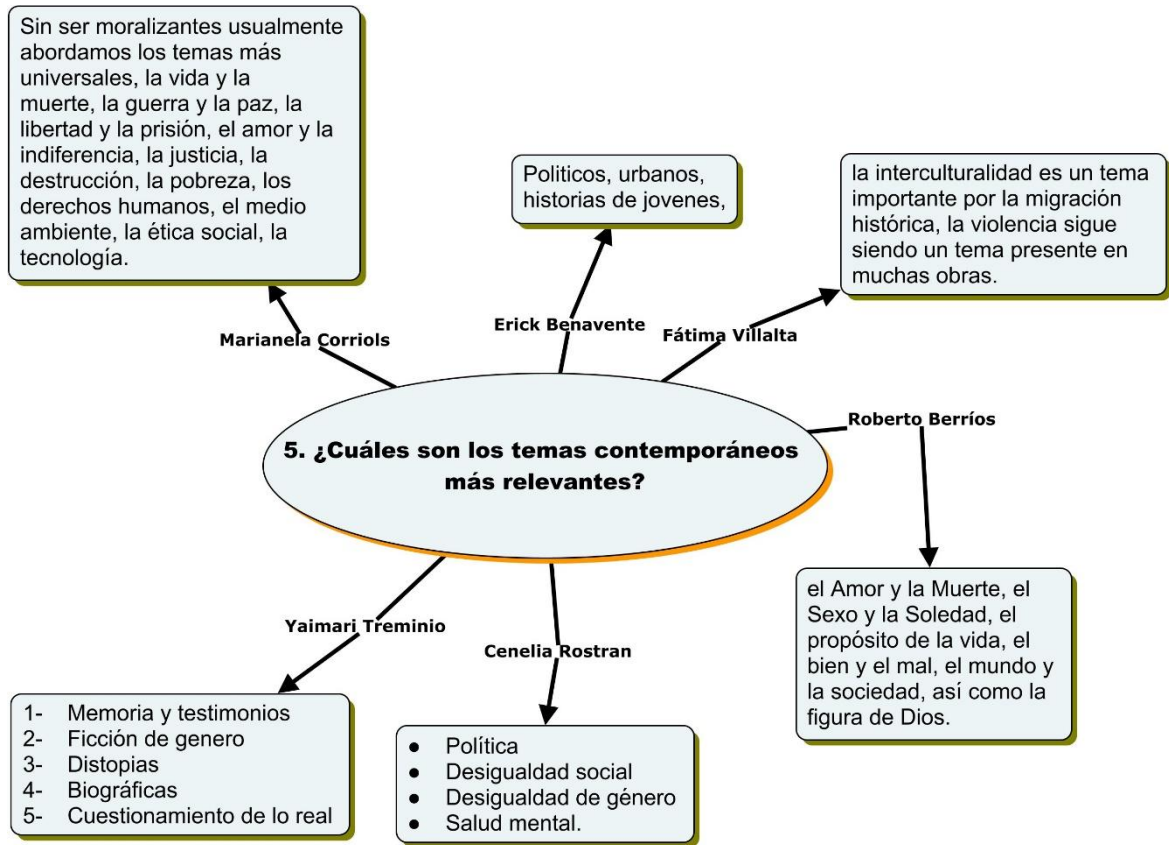 Sin ser moralizantes usualmente
abordamos los temas más
universales, la vida y la
muerte, la guerra y la paz, la
libertad y la prisión, el amor y la
indiferencia, la justicia, la
destrucción, la pobreza, los
derechos humanos, el medio
ambiente, la ética social, la
tecnología.
Politicos, urbanos,
historias de jovenes,
la interculturalidad es un tema
importante por la migración
histórica, la violencia sigue
siendo un tema presente en
muchas obras.
Marianela Corriols
Erick Benavente
Fátima Villalta
Roberto Berríos
5. ¿Cuáles son los temas contemporáneos
más relevantes?
el Amor y la Muerte, el
Sexo y la Soledad, el
propósito de la vida, el
bien y el mal, el mundo y
la sociedad, así como la
figura de Dios.
Yaimari Treminio
Cenelia Rostran
1- Memoria y testimonios
2- Ficción de genero
3- Distopias
4- Biográficas
5- Cuestionamiento de lo real
● Política
● Desigualdad social
● Desigualdad de género
● Salud mental.